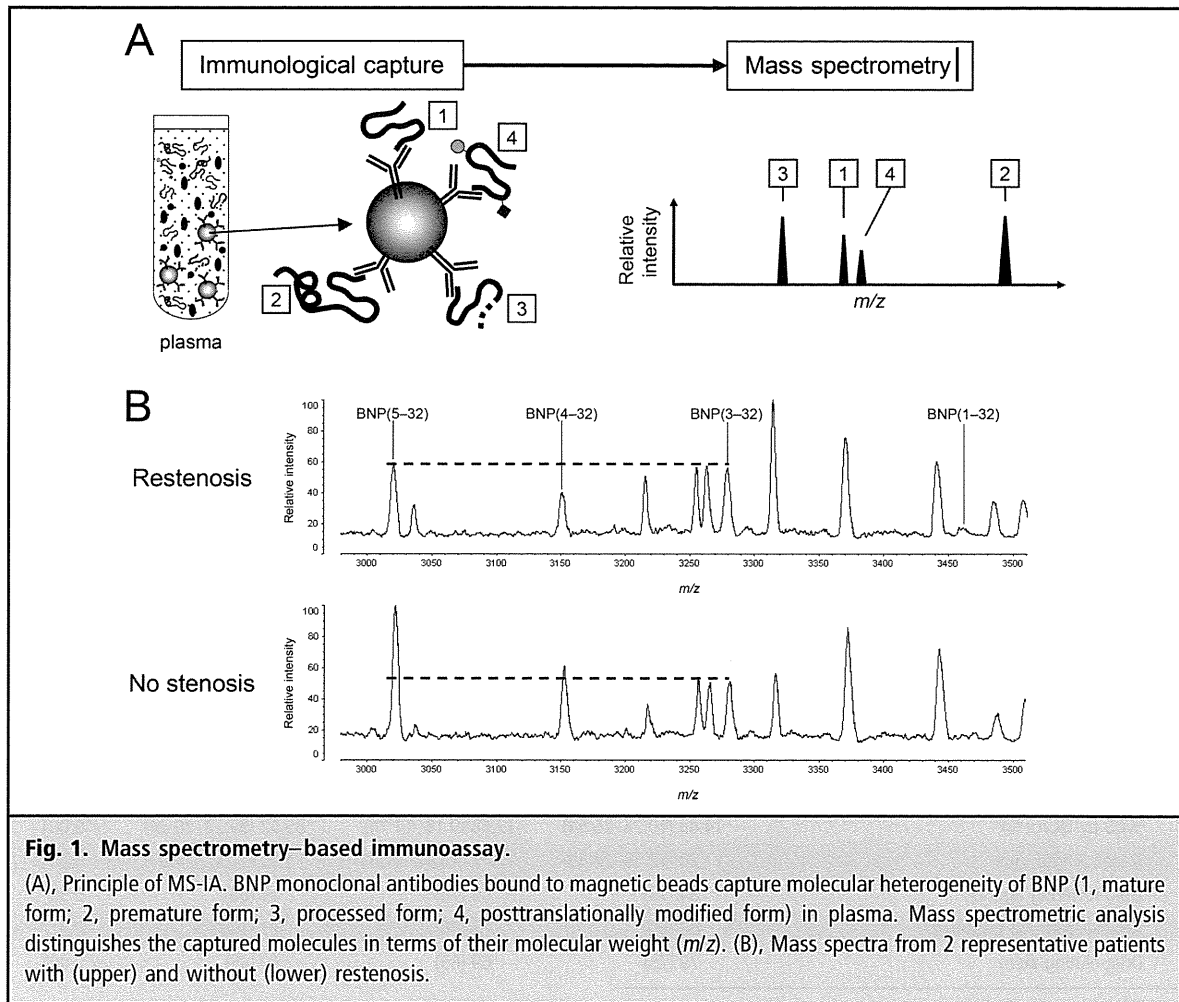 A
Immunological capture
Mass spectrometry
1
4
2
3
plasma
3
1
4
2
Relative
intensity
m/z
B
Restenosis
BNP(5–32)
BNP(4–32)
BNP(3–32)
BNP(1–32)
Relative intensity
100
80
60
40
20
0
3000 3050 3100 3150 3200 3250 3300 3350 3400 3450 3500
m/z
No stenosis
Relative intensity
100
80
60
40
20
0
3000 3050 3100 3150 3200 3250 3300 3350 3400 3450 3500
m/z
Fig. 1. Mass spectrometry–based immunoassay.
(A), Principle of MS-IA. BNP monoclonal antibodies bound to magnetic beads capture molecular heterogeneity of BNP (1, mature
form; 2, premature form; 3, processed form; 4, posttranslationally modified form) in plasma. Mass spectrometric analysis
distinguishes the captured molecules in terms of their molecular weight (m/z). (B), Mass spectra from 2 representative patients
with (upper) and without (lower) restenosis.